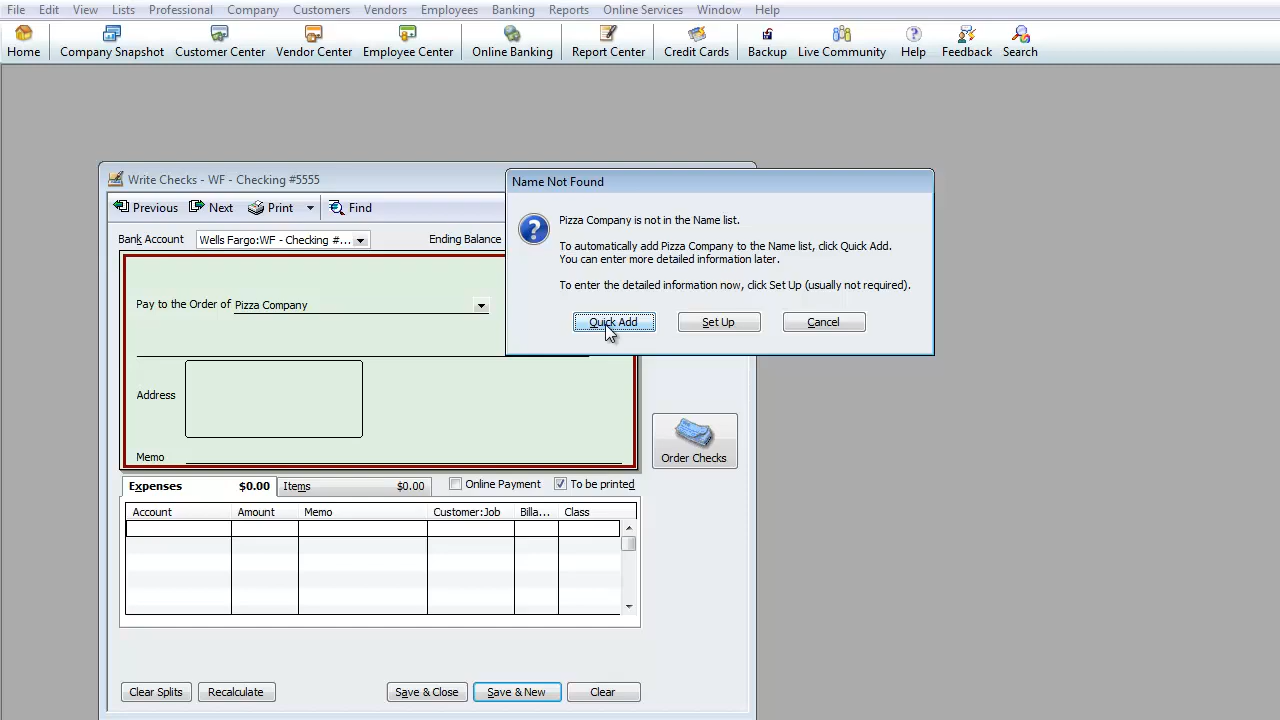 File Edit View Lists Professional Company Customers Vendors Employees Banking Reports Online Services Window Help
Home Company Snapshot Customer Center Vendor Center Employee Center Online Banking Report Center Credit Cards Backup Live Community Help Feedback Search
Write Checks - WF - Checking #5555
Previous Next Print Find
Bank Account Wells Fargo:WF - Checking #... Ending Balance
Pay to the Order of Pizza Company
Address
Memo
Name Not Found
Pizza Company is not in the Name list.
To automatically add Pizza Company to the Name list, click Quick Add.
You can enter more detailed information later.
To enter the detailed information now, click Set Up (usually not required).
Quick Add Set Up Cancel
Order Checks
Expenses $0.00 Items $0.00 Online Payment To be printed
Account Amount Memo Customer:Job Billa... Class
Clear Splits Recalculate Save & Close Save & New Clear